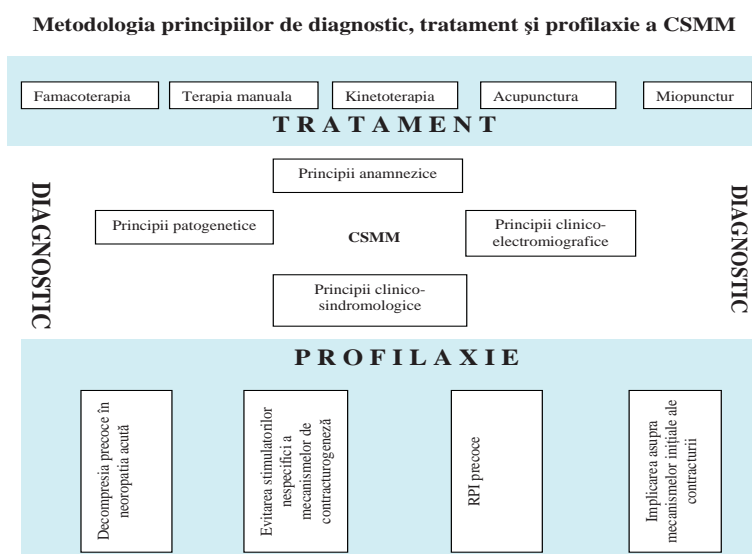 Metodologia principiilor de diagnostic, tratament şi profilaxie a CSMM
Famacoterapia
Terapia manuala
Kinetoterapia
Acupunctura
Miopunctur
TRATAMENT
DIAGNOSTIC
Principii anamnezice
Principii patogenetice
CSMM
Principii clinico-
electromiografice
Principii clinico-
sindromologice
DIAGNOSTIC
PROFILAXIE
Decompresia precoce în
neoropatia acută
Evitarea stimulatorilor
nespecifici a
mecanismelor de
contracturogeneză
RPI precoce
Implicarea asupra
mecanismelor iniţiale ale
contracturii